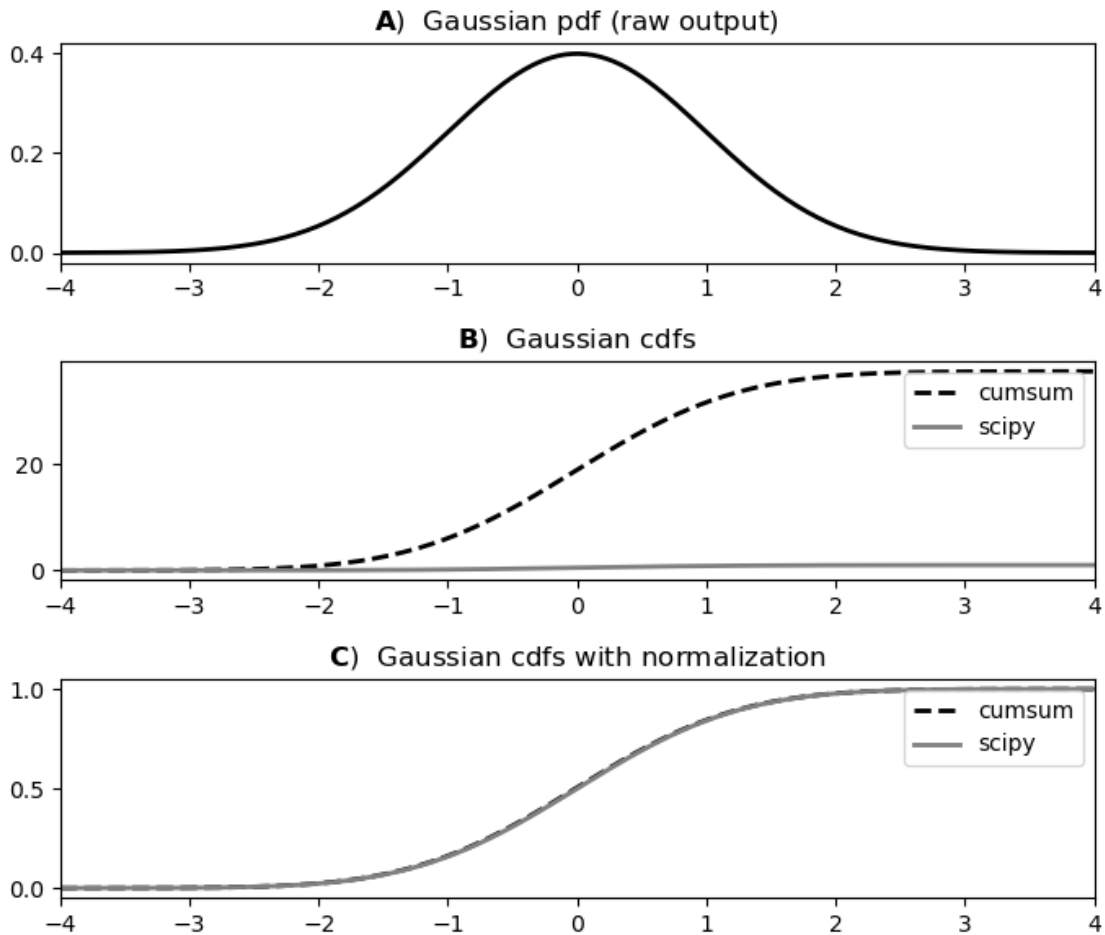 A)  Gaussian pdf (raw output)
0.4
0.2
0.0
−4 −3 −2 −1 0 1 2 3 4
B)  Gaussian cdfs
cumsum
scipy
20
0
−4 −3 −2 −1 0 1 2 3 4
C)  Gaussian cdfs with normalization
1.0
cumsum
scipy
0.5
0.0
−4 −3 −2 −1 0 1 2 3 4